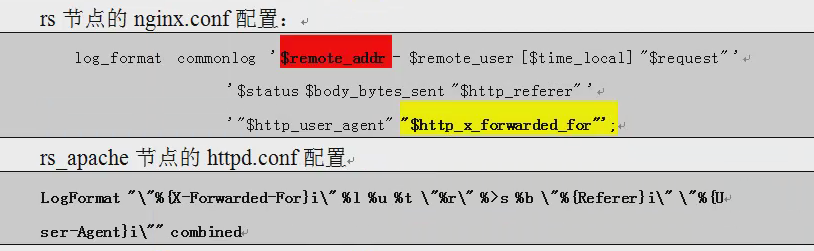 rs 节点的 nginx.conf 配置：
log_format commonlog '$remote_addr - $remote_user [$time_local] "$request"'
'$status $body_bytes_sent "$http_referer"'
'"$http_user_agent" "$http_x_forwarded_for"';
rs_apache 节点的 httpd.conf 配置
LogFormat "\"%{X-Forwarded-For}i\" %l %u %t \"%r\" %>s %b \"%{Referer}i\" \"%{U
ser-Agent}i\"" combined